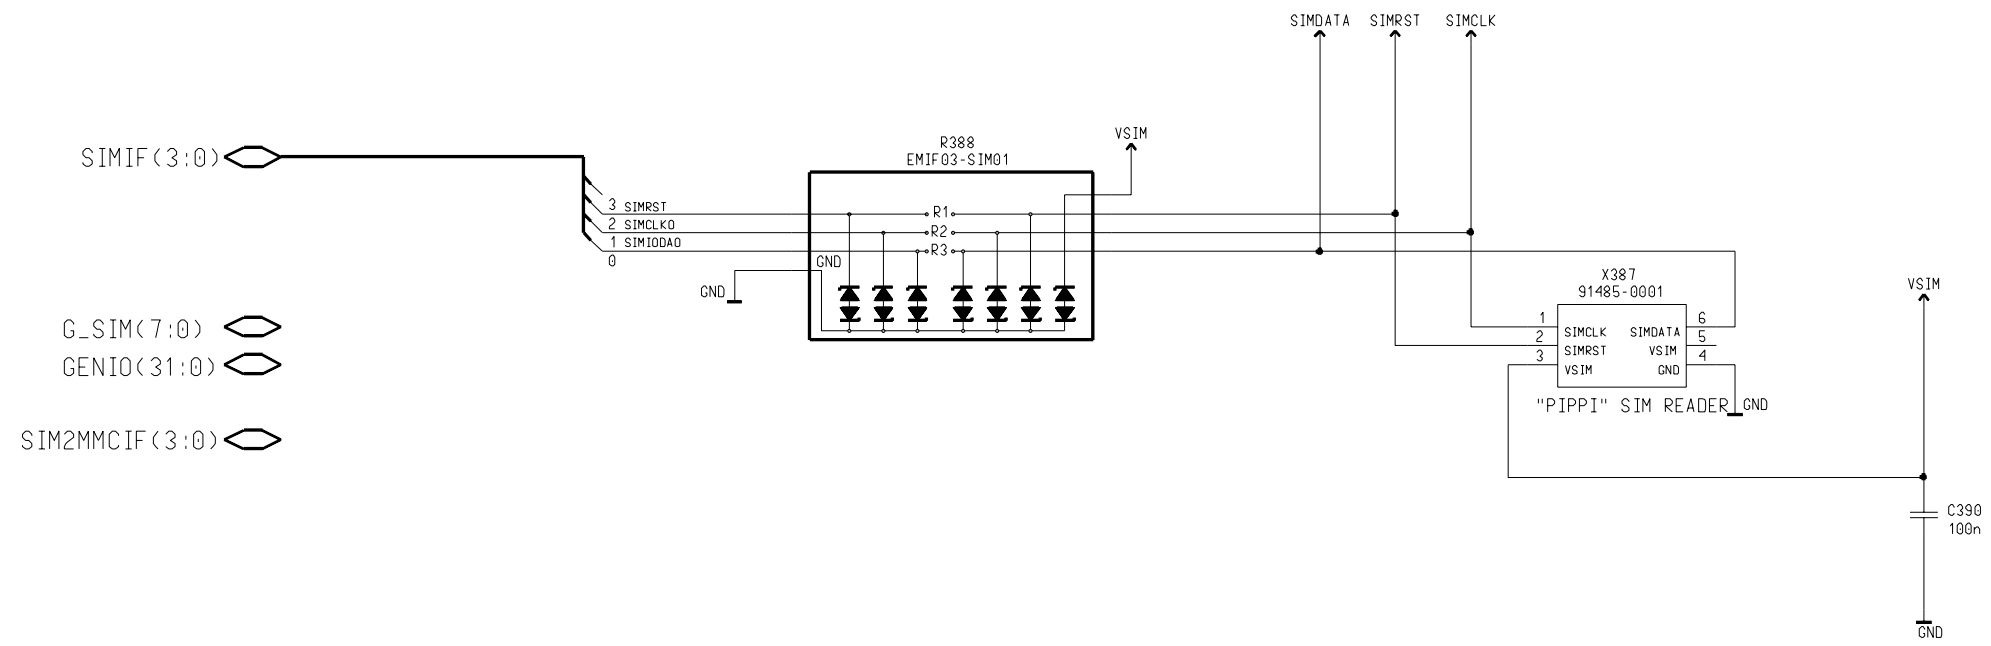 SIMDATA SIMRST SIMCLK
VSIM
R388
EMIF03-SIM01
SIMIF(3:0)
3 SIMRST
R1
2 SIMCLKO
R2
1 SIMIODAO
R3
0
GND
GND
X387
91485-0001
VSIM
G_SIM(7:0)
GENIO(31:0)
1 SIMCLK SIMDATA 6
2 SIMRST VSIM 5
3 VSIM GND 4
"PIPPI" SIM READER
GND
SIM2MMCIF(3:0)
C390
100n
GND